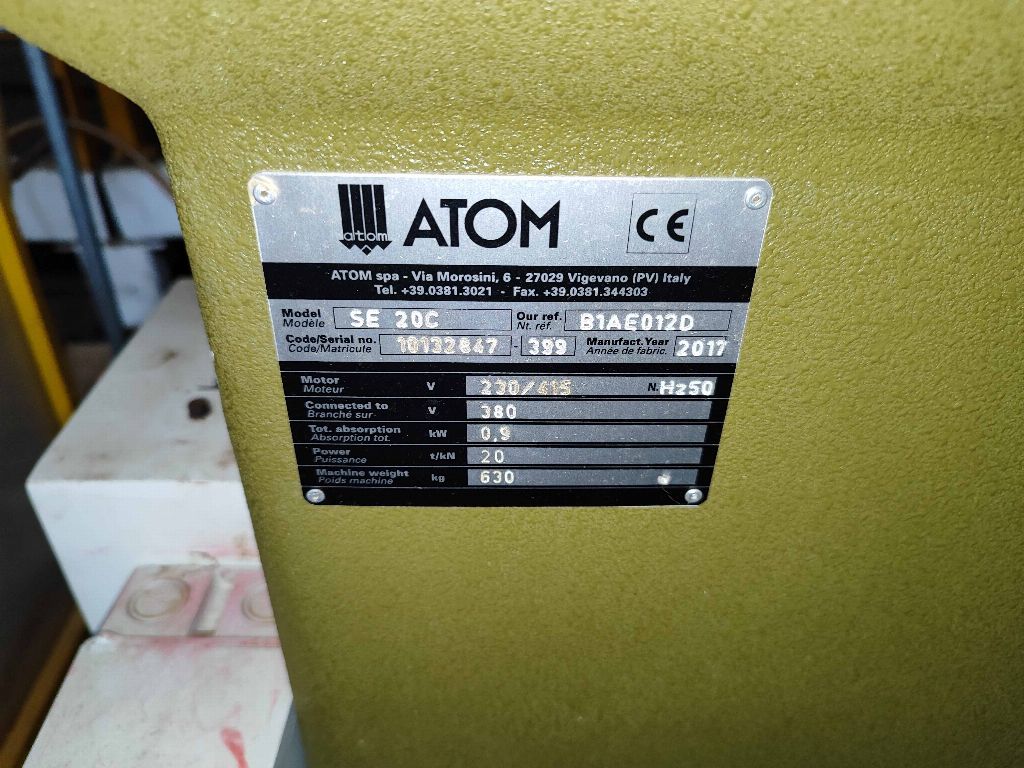 atom ATOM CE
ATOM spa - Via Morosini, 6 - 27029 Vigevano (PV) Italy
Tel. +39.0381.3021 - Fax. +39.0381.344303
Model SE 20C Our ref. B1AE012D
Modèle Nt. réf.
Code/Serial no. 10132847 - 399 Manufact. Year 2017
Code/Matricule Année de fabric.
Motor V 230/415 N. Hz50
Moteur
Connected to V 380
Branché sur
Tot. absorption kW 0,9
Absorption tot.
Power t/kN 20
Puissance
Machine weight kg 630
Poids machine